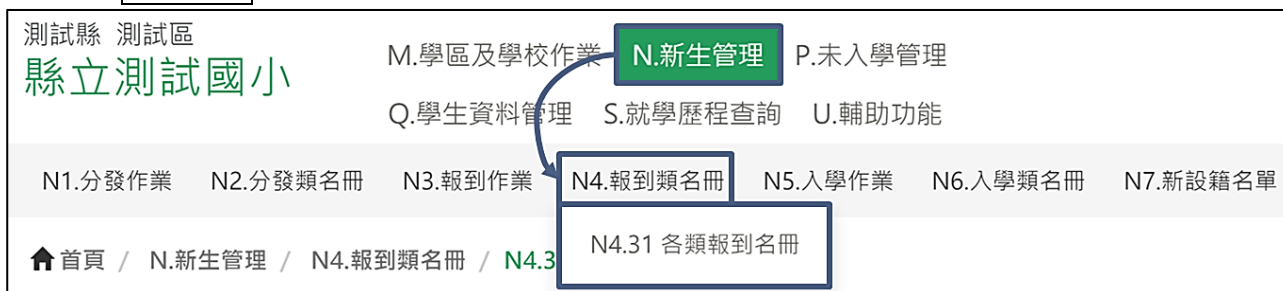 測試縣 測試區
縣立測試國小
M.學區及學校作業 N.新生管理 P.未入學管理
Q.學生資料管理 S.就學歷程查詢 U.輔助功能
N1.分發作業 N2.分發類名冊 N3.報到作業 N4.報到類名冊 N5.入學作業 N6.入學類名冊 N7.新設籍名單
N4.31 各類報到名冊
首頁 / N.新生管理 / N4.報到類名冊 / N4.3